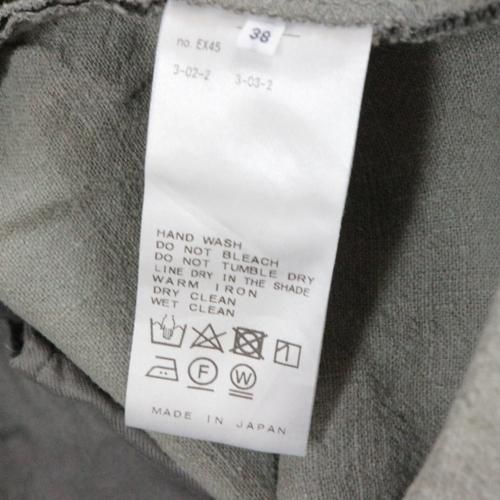 38
no. EX45
3-02-2 3-03-2
HAND WASH
DO NOT BLEACH
DO NOT TUMBLE DRY
LINE DRY IN THE SHADE
WARM IRON
DRY CLEAN
WET CLEAN
F W
MADE IN JAPAN